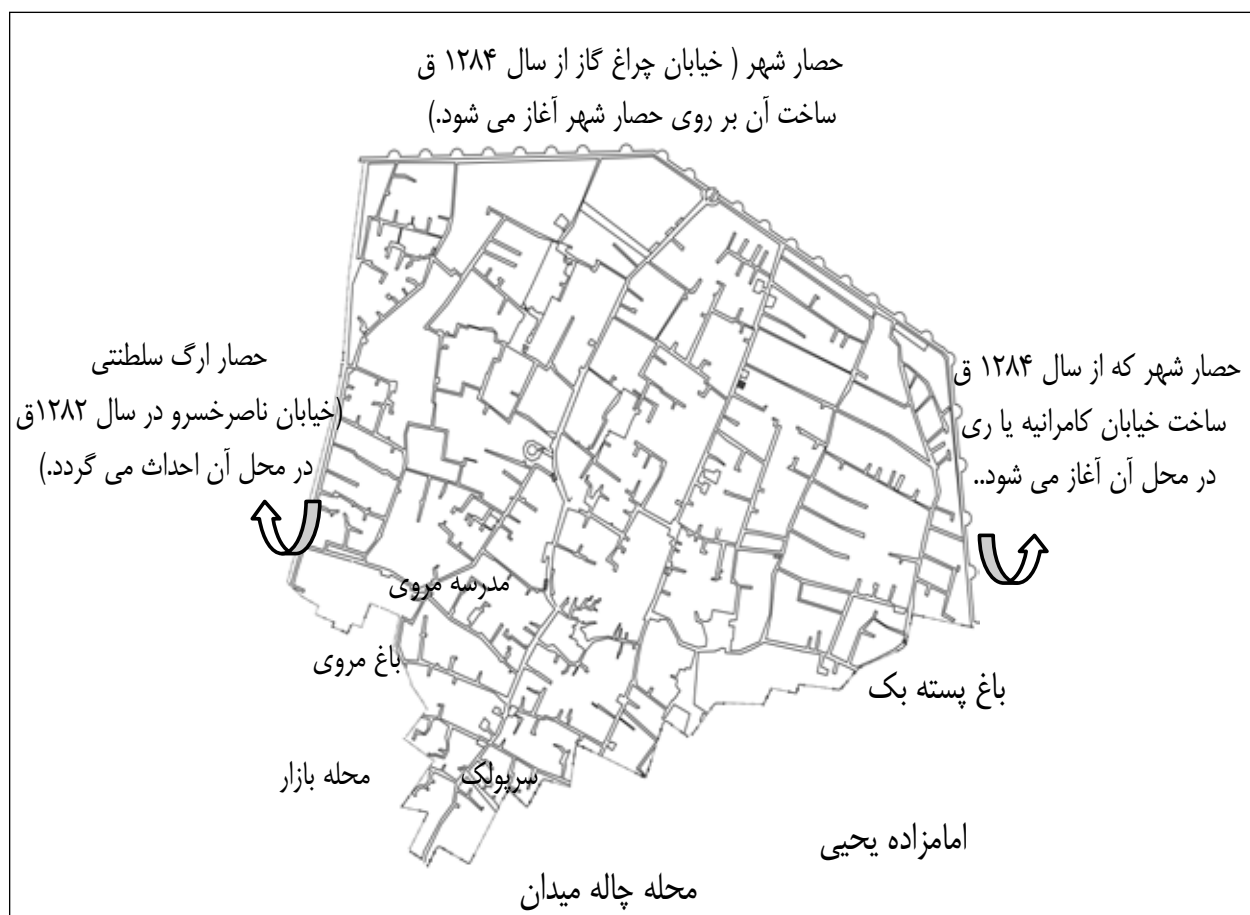 حصار شهر ( خیابان چراغ گاز از سال ۱۲۸۴ ق
ساخت آن بر روی حصار شهر آغاز می شود.)
حصار شهر که از سال ۱۲۸۴ ق
ساخت خیابان کامرانیه یا ری
در محل آن آغاز می شود..
حصار ارگ سلطنتی
(خیابان ناصرخسرو در سال ۱۲۸۲ق
در محل آن احداث می گردد.)
مدرسه مروی
باغ مروی
باغ پسته بک
محله بازار
سرپولک
امامزاده یحیی
محله چاله میدان